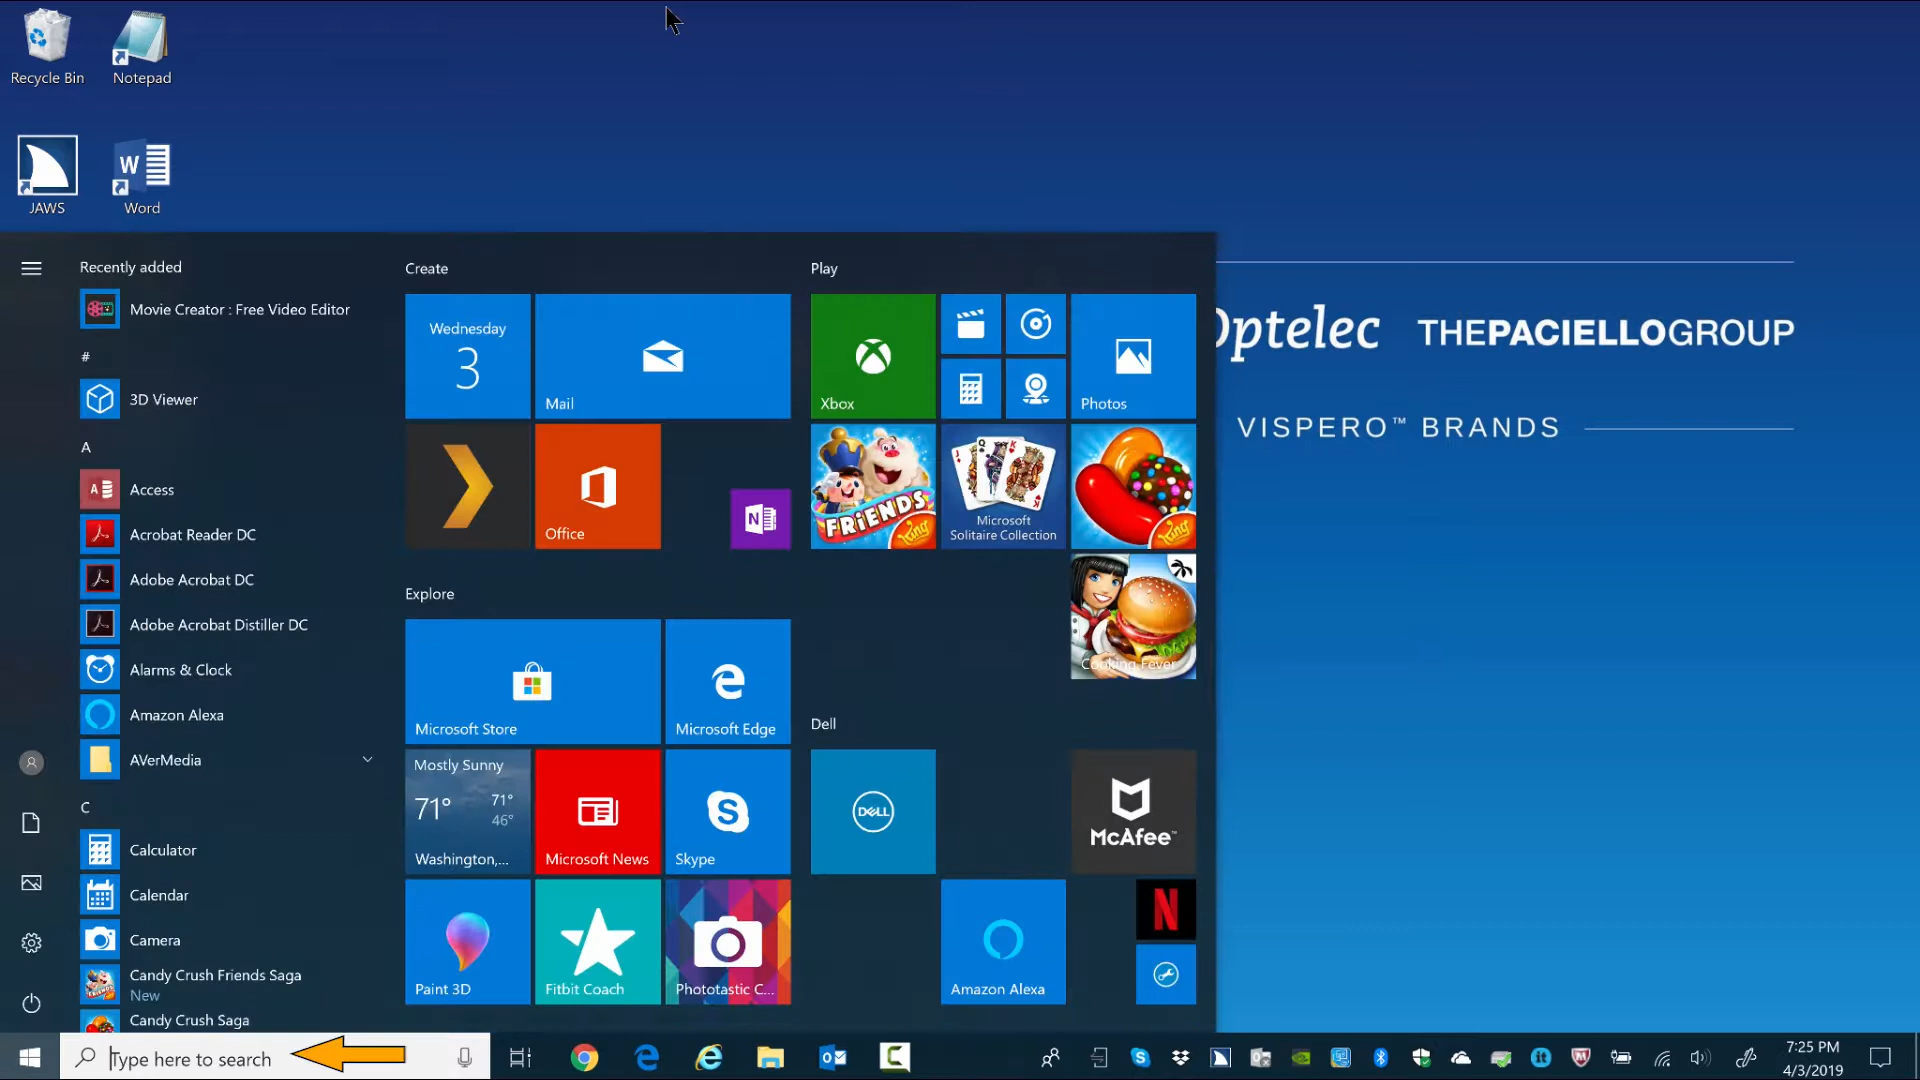 Recycle Bin
Notepad
JAWS
Word
Optelec
THEPACIELLOGROUP
VISPERO™ BRANDS
Recently added
Movie Creator : Free Video Editor
#
3D Viewer
A
Access
Acrobat Reader DC
Adobe Acrobat DC
Adobe Acrobat Distiller DC
Alarms & Clock
Amazon Alexa
AVerMedia
C
Calculator
Calendar
Camera
Candy Crush Friends Saga
New
Candy Crush Saga
Create
Wednesday
3
Mail
Office
Explore
Microsoft Store
Microsoft Edge
Mostly Sunny
71°
71°
46°
Washington,...
Microsoft News
Skype
Paint 3D
Fitbit Coach
Phototastic C...
Play
Xbox
Photos
FRiENDS
King
Microsoft
Solitaire Collection
King
Cooking Fever
Dell
DELL
McAfee™
Amazon Alexa
Type here to search
7:25 PM
4/3/2019